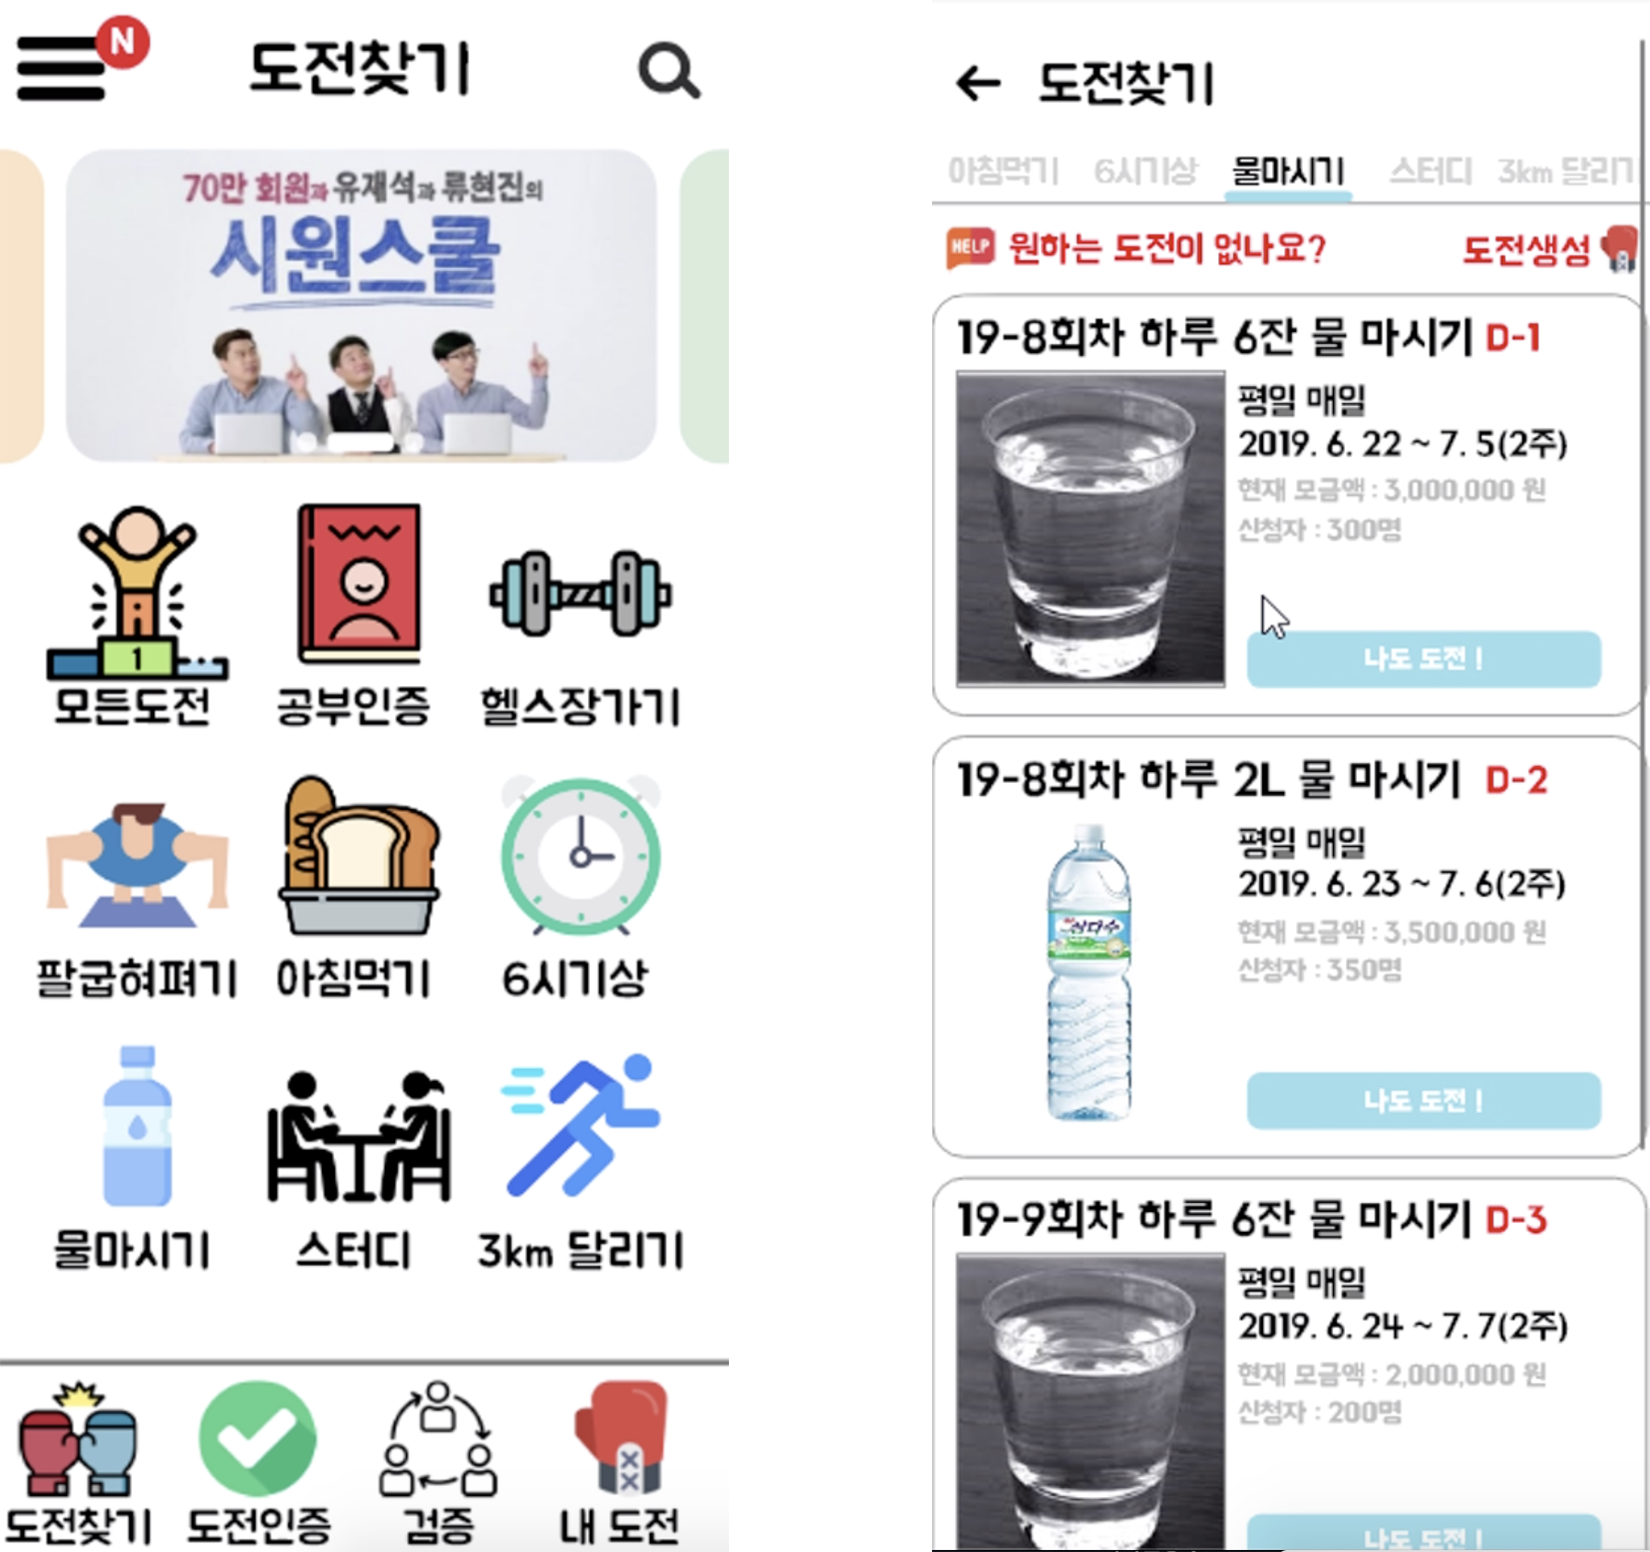 N
도전찾기
70만 회원과 유재석과 류현진의
시원스쿨
1
모든도전
공부인증
헬스장가기
팔굽혀펴기
아침먹기
6시기상
물마시기
스터디
3km 달리기
도전찾기
도전인증
검증
내 도전
도전찾기
아침먹기
6시기상
물마시기
스터디
3km 달리기
HELP 원하는 도전이 없나요?
도전생성
19-8회차 하루 6잔 물 마시기 D-1
평일 매일
2019. 6. 22 ~ 7. 5(2주)
현재 모금액 : 3,000,000 원
신청자 : 300명
나도 도전 !
19-8회차 하루 2L 물 마시기 D-2
삼다수
평일 매일
2019. 6. 23 ~ 7. 6(2주)
현재 모금액 : 3,500,000 원
신청자 : 350명
나도 도전 !
19-9회차 하루 6잔 물 마시기 D-3
평일 매일
2019. 6. 24 ~ 7. 7(2주)
현재 모금액 : 2,000,000 원
신청자 : 200명
나도 도전 !